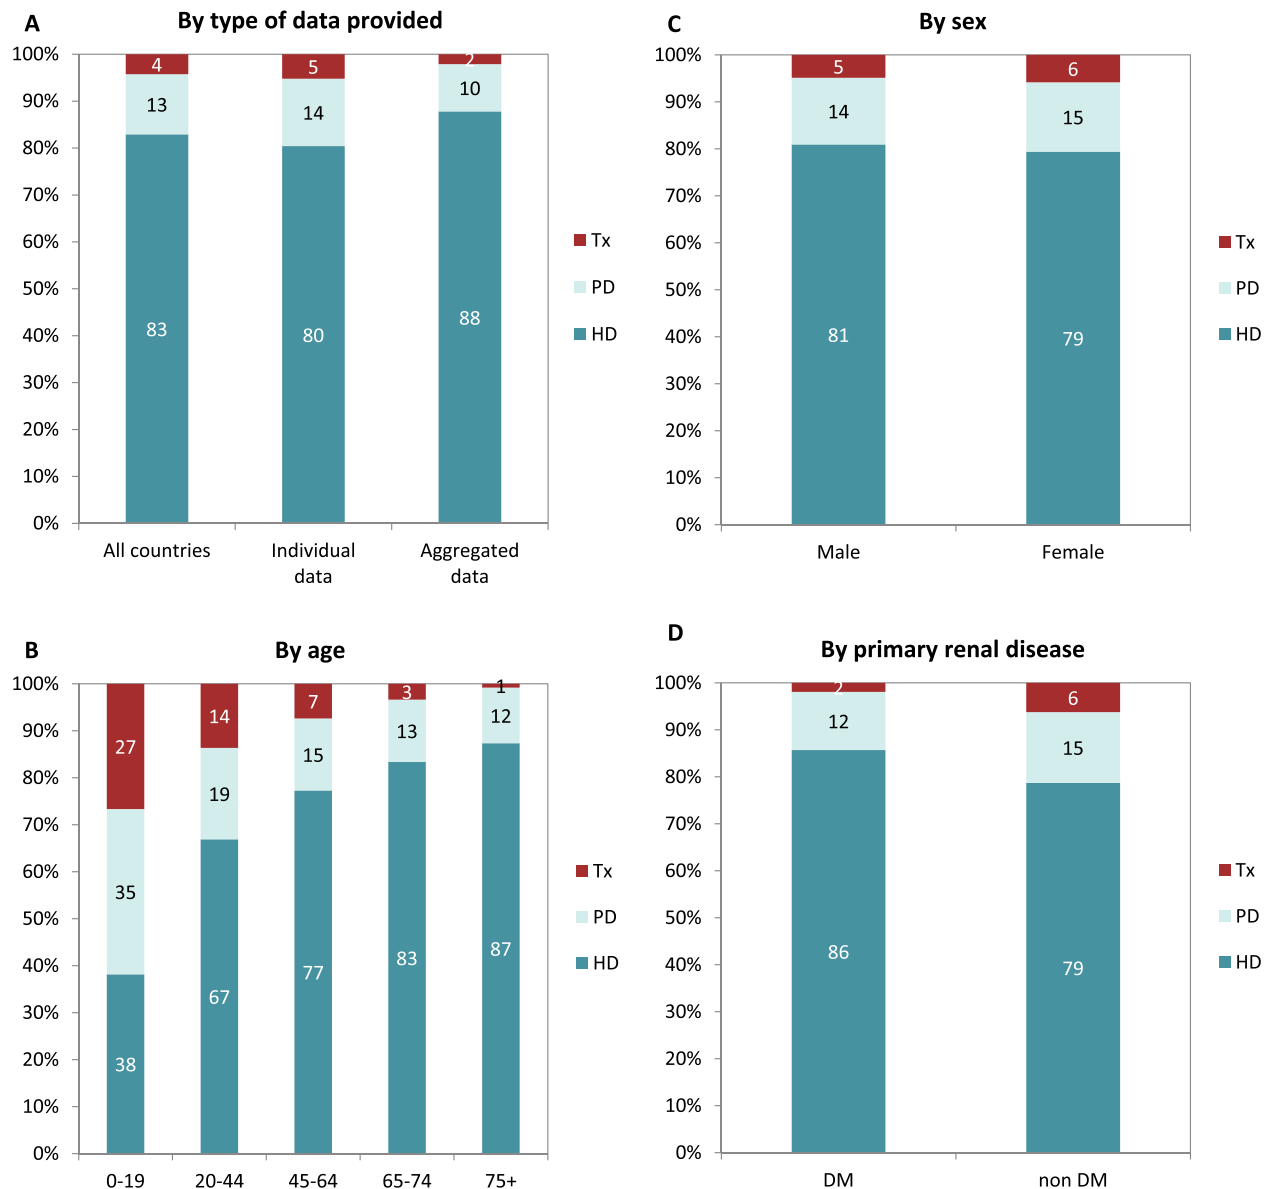 A
By type of data provided
100%
90%
80%
70%
60%
50%
40%
30%
20%
10%
0%
4
13
83
5
14
80
2
10
88
All countries
Individual
data
Aggregated
data
Tx
PD
HD
C
By sex
100%
90%
80%
70%
60%
50%
40%
30%
20%
10%
0%
5
14
81
6
15
79
Male
Female
Tx
PD
HD
B
By age
100%
90%
80%
70%
60%
50%
40%
30%
20%
10%
0%
27
35
38
14
19
67
7
15
77
3
13
83
1
12
87
0-19
20-44
45-64
65-74
75+
Tx
PD
HD
D
By primary renal disease
100%
90%
80%
70%
60%
50%
40%
30%
20%
10%
0%
2
12
86
6
15
79
DM
non DM
Tx
PD
HD